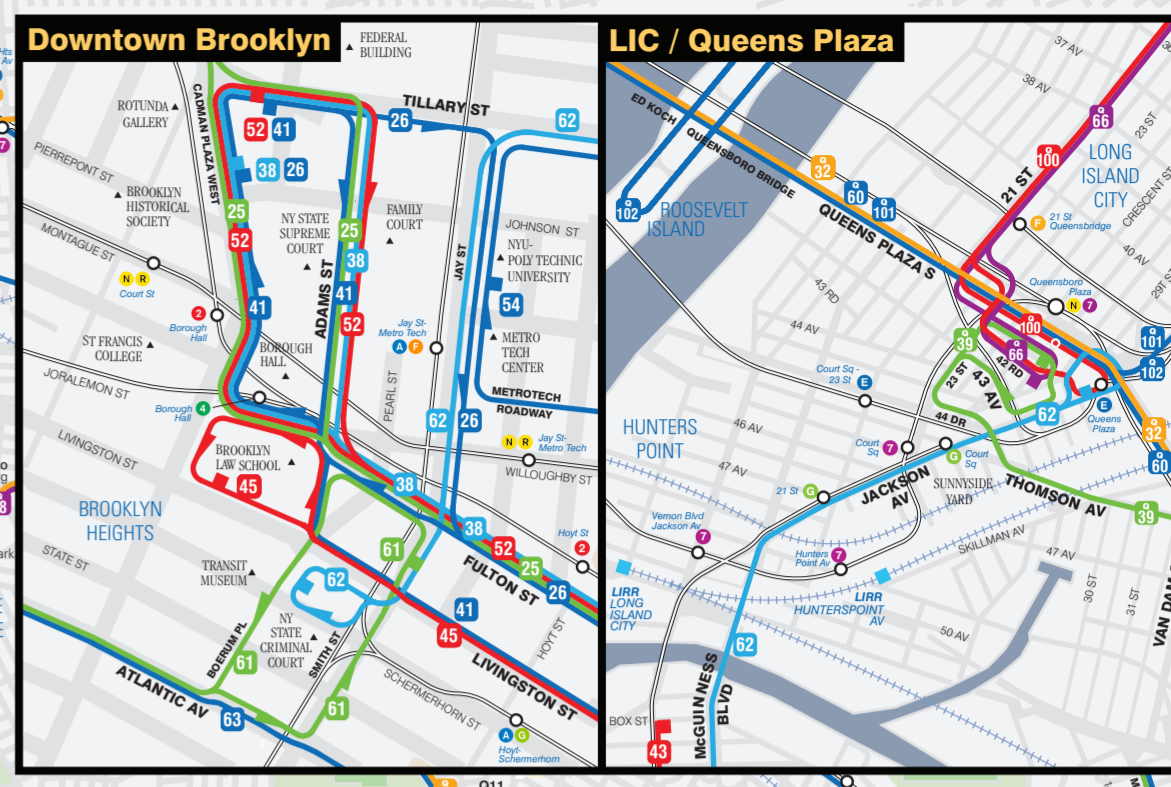 Downtown Brooklyn
FEDERAL
BUILDING
TILLARY ST
26
62
ROTUNDA
GALLERY
CADMAN PLAZA WEST
52 41
38 26
PIERREPONT ST
BROOKLYN
HISTORICAL
SOCIETY
25
52
NY STATE
SUPREME
COURT
25
38
FAMILY
COURT
JOHNSON ST
NYU-
POLYTECHNIC
UNIVERSITY
MONTAGUE ST
N R
Court St
ADAMS ST
JAY ST
41
41
52
54
2
Borough
Hall
ST FRANCIS
COLLEGE
BOROUGH
HALL
Jay St-
Metro Tech
A F
METRO
TECH
CENTER
JORALEMON ST
4
Borough
Hall
PEARL ST
METROTECH
ROADWAY
62
26
N R
Jay St-
Metro Tech
WILLOUGHBY ST
LIVINGSTON ST
BROOKLYN
LAW SCHOOL
45
38
BROOKLYN
HEIGHTS
38
52
25
26
Hoyt St
2
FULTON ST
61
STATE ST
TRANSIT
MUSEUM
62
41
45
NY
STATE
CRIMINAL
COURT
BOERUM PL
SMITH ST
HOYT ST
LIVINGSTON ST
61
61
ATLANTIC AV
63
SCHERMERHORN ST
A G
Hoyt-
Schermerhorn
LIC / Queens Plaza
37 AV
38 AV
ED KOCH QUEENSBORO BRIDGE
Q
66
23 ST
Q
32
Q
60
Q
101
Q
100
LONG
ISLAND
CITY
21 ST
CRESCENT ST
Q
102
ROOSEVELT
ISLAND
QUEENS PLAZA S
F
21 St
Queensbridge
40 AV
29 ST
43 RD
Queensboro
Plaza
N 7
44 AV
Q
39
Q
100
Q
66
42 RD
Q
101
Q
102
Court Sq -
23 St
E
23 ST
43 AV
E
Queens
Plaza
44 DR
62
HUNTERS
POINT
46 AV
Court
Sq
7
G
Court
Sq
Q
32
Q
60
47 AV
21 St
G
JACKSON
AV
SUNNYSIDE
YARD
THOMSON AV
Q
39
Vernon Blvd
Jackson Av
7
Hunters
Point Av
7
SKILLMAN AV
47 AV
LIRR
LONG
ISLAND
CITY
LIRR
HUNTERSPOINT
AV
30 ST
31 ST
50 AV
62
BOX ST
43
McGUINNESS
BLVD
Q11